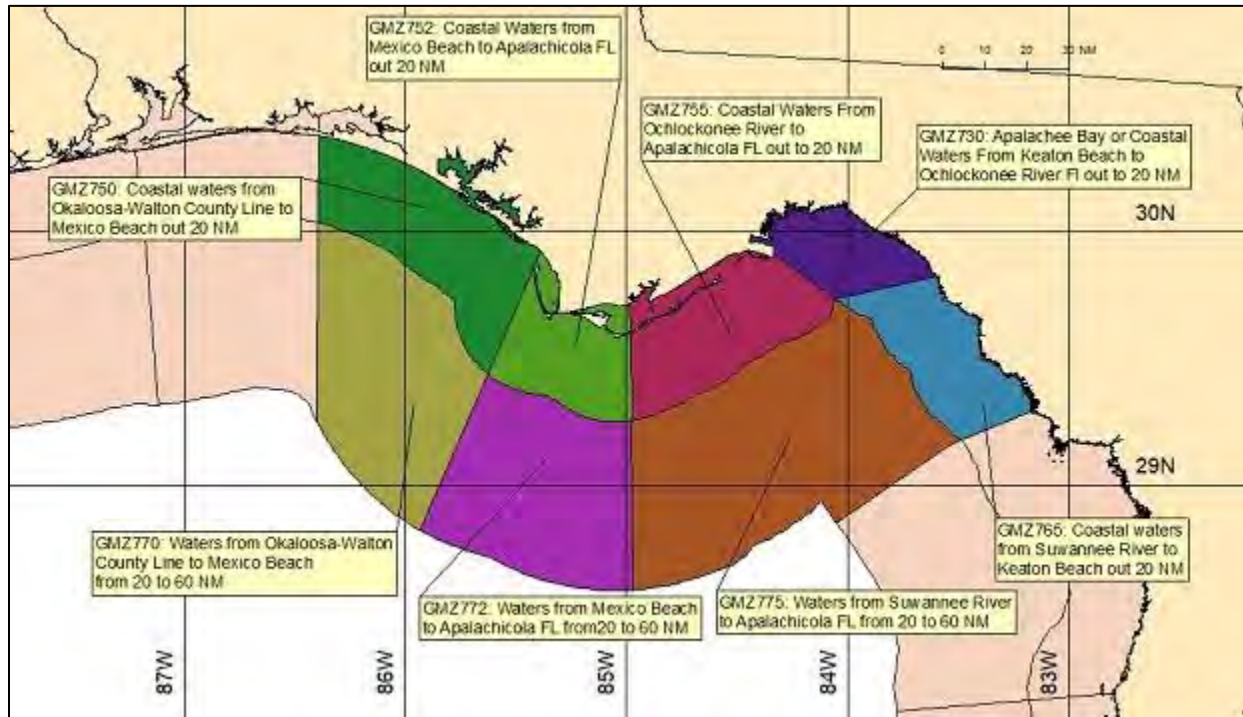 GMZ752: Coastal Waters from
Mexico Beach to Apalachicola FL
out 20 NM
0 10 20 30 NM
GMZ755: Coastal Waters From
Ochlockonee River to
Apalachicola FL out to 20 NM
GMZ730: Apalachee Bay or Coastal
Waters From Keaton Beach to
Ochlockonee River Fl out to 20 NM
GMZ750: Coastal waters from
Okaloosa-Walton County Line to
Mexico Beach out 20 NM
30N
29N
GMZ770: Waters from Okaloosa-Walton
County Line to Mexico Beach
from 20 to 60 NM
GMZ765: Coastal waters
from Suwannee River to
Keaton Beach out 20 NM
GMZ772: Waters from Mexico Beach
to Apalachicola FL from20 to 60 NM
GMZ775: Waters from Suwannee River
to Apalachicola FL from 20 to 60 NM
87W
86W
85W
84W
83W